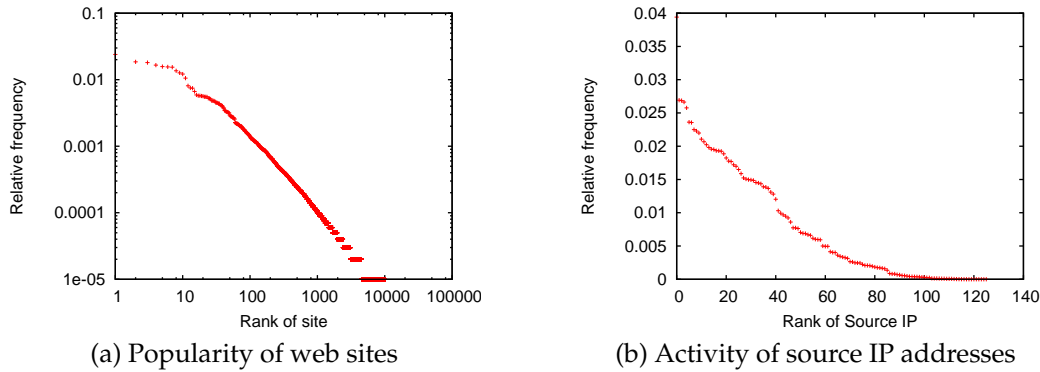 0.1
0.01
0.001
0.0001
1e-05
1 10 100 1000 10000 100000
Relative frequency
Rank of site
(a) Popularity of web sites
0.04
0.035
0.03
0.025
0.02
0.015
0.01
0.005
0
0 20 40 60 80 100 120 140
Relative frequency
Rank of Source IP
(b) Activity of source IP addresses